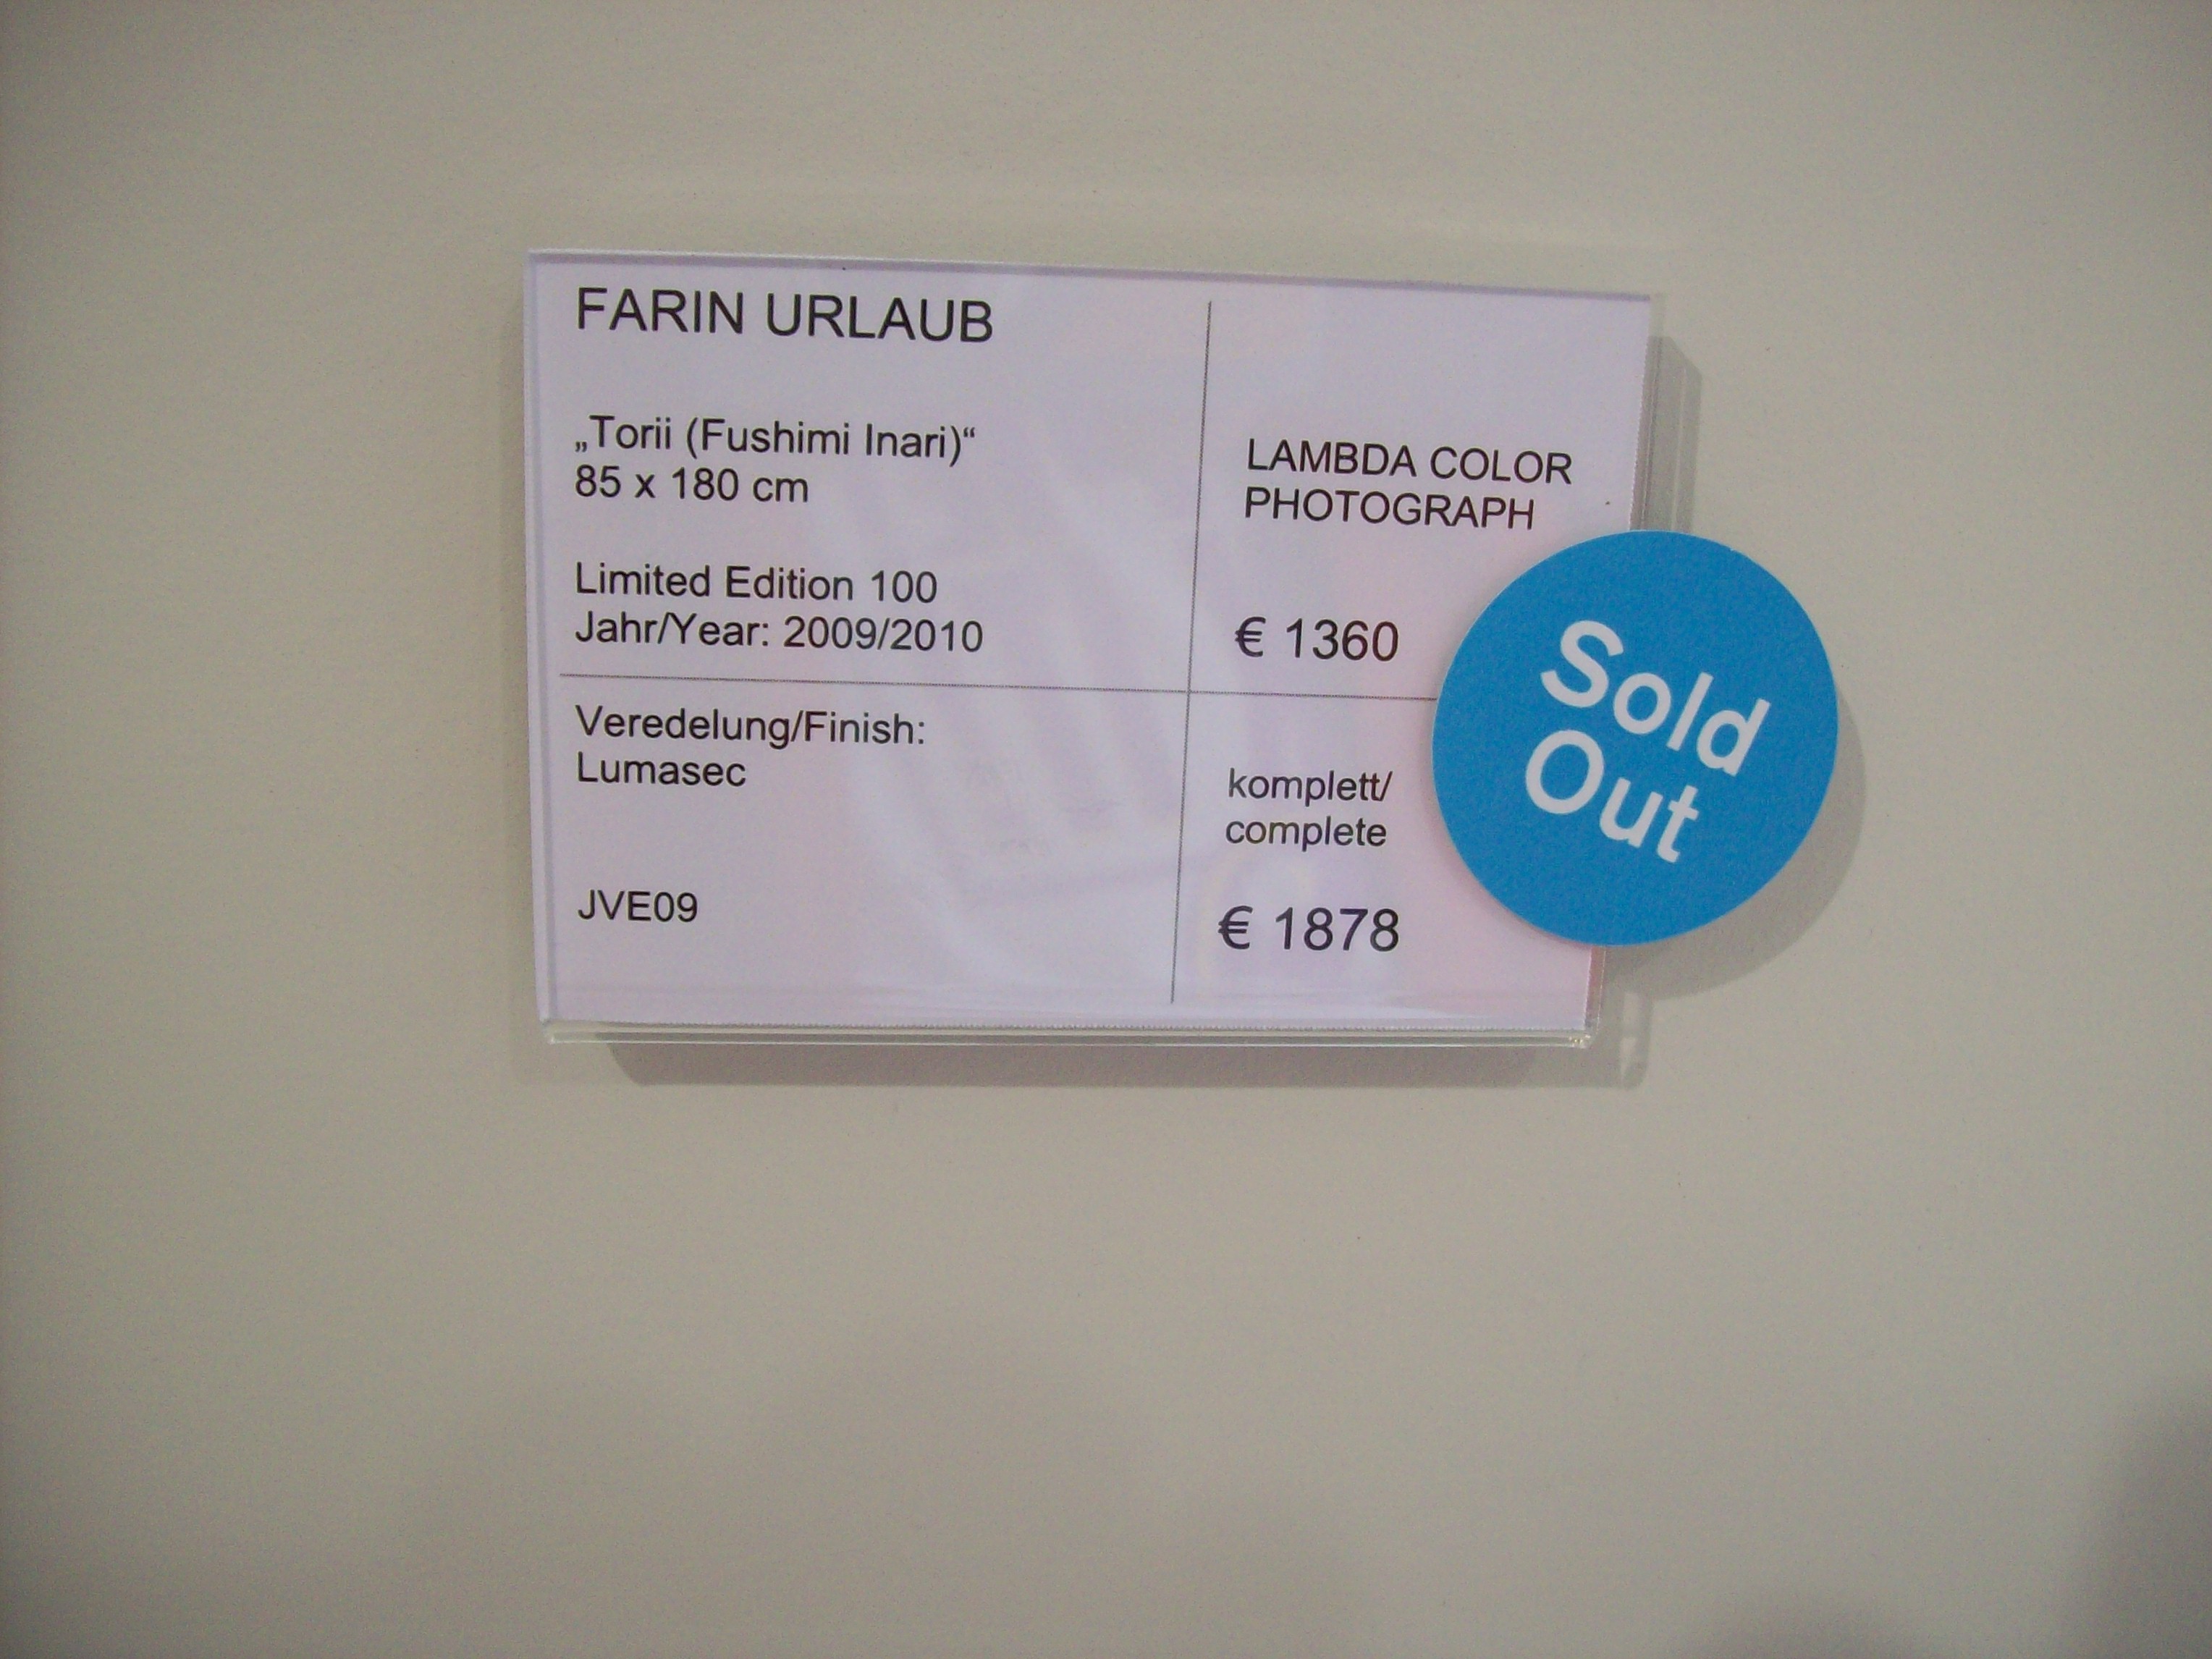 FARIN URLAUB
„Torii (Fushimi Inari)“
85 x 180 cm
Limited Edition 100
Jahr/Year: 2009/2010
LAMBDA COLOR
PHOTOGRAPH
€ 1360
Veredelung/Finish:
Lumasec
JVE09
komplett/
complete
€ 1878
Sold
Out